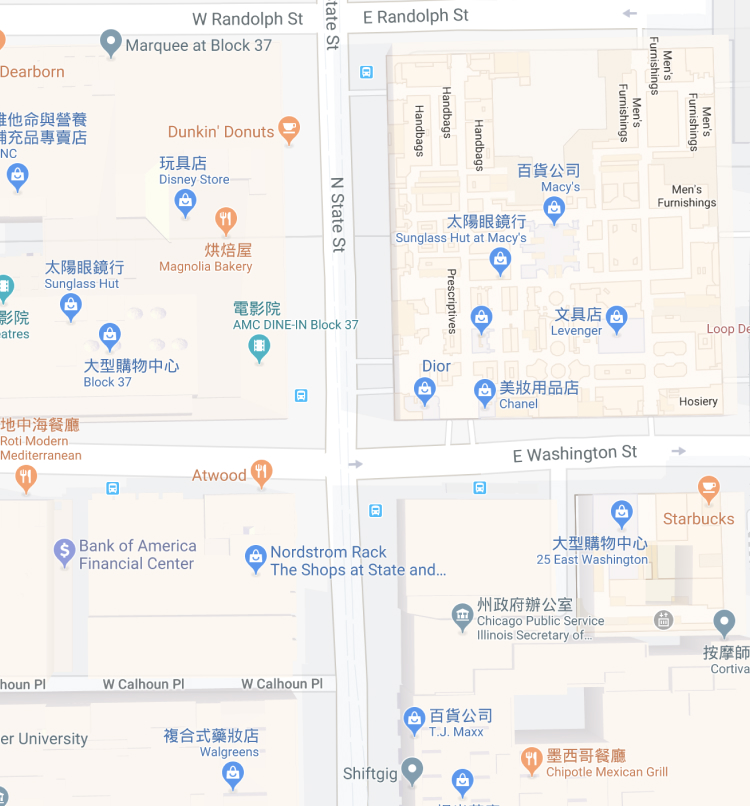 W Randolph St
E Randolph St
State St
Marquee at Block 37
Dearborn
Men's
Furnishings
Men's
Furnishings
Men's
Furnishings
Handbags
Handbags
Handbags
維他命與營養
補充品專賣店
NC
Dunkin' Donuts
玩具店
Disney Store
N State St
百貨公司
Macy's
Men's
Furnishings
太陽眼鏡行
Sunglass Hut at Macy's
烘焙屋
Magnolia Bakery
太陽眼鏡行
Sunglass Hut
Prescriptives
影院
eatres
電影院
AMC DINE-IN Block 37
文具店
Levenger
Loop De
大型購物中心
Block 37
Dior
美妝用品店
Chanel
Hosiery
地中海餐廳
Roti Modern
Mediterranean
Atwood
E Washington St
Starbucks
Bank of America
Financial Center
Nordstrom Rack
The Shops at State and...
大型購物中心
25 East Washington
州政府辦公室
Chicago Public Service
Illinois Secretary of...
按摩師
Cortiva
houn Pl
W Calhoun Pl
W Calhoun Pl
百貨公司
T.J. Maxx
er University
複合式藥妝店
Walgreens
Shiftgig
墨西哥餐廳
Chipotle Mexican Grill